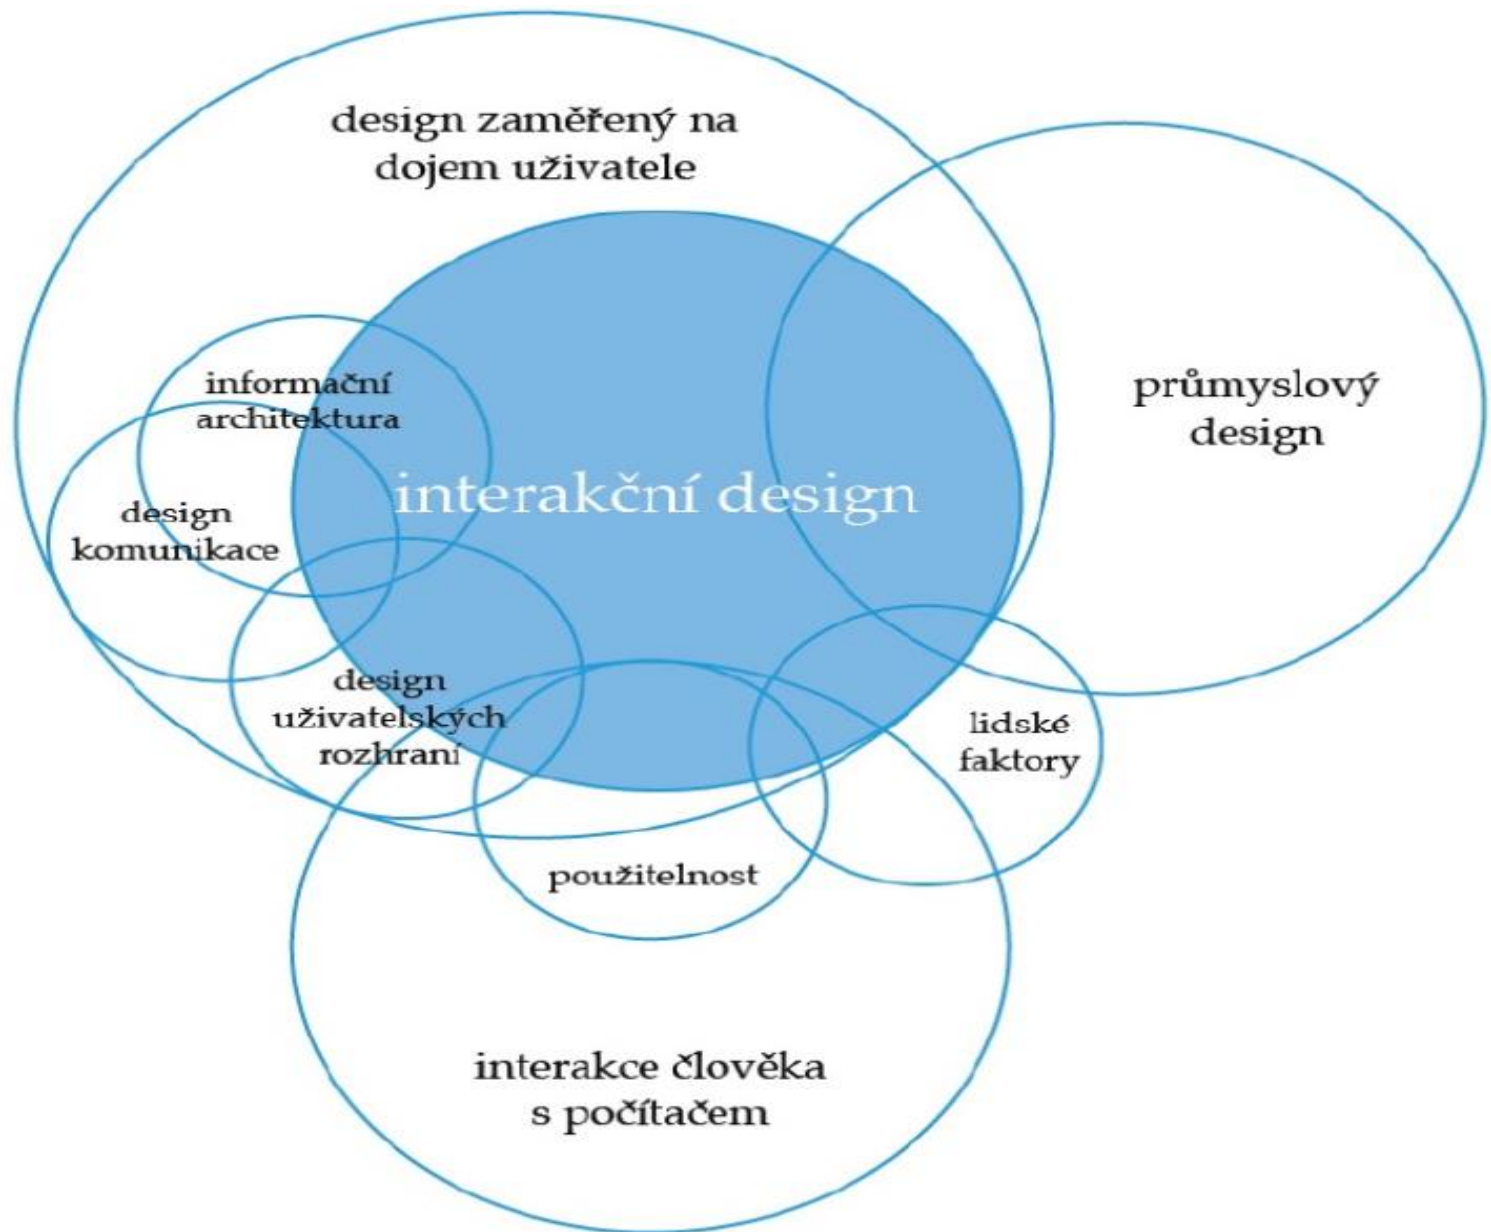 design zaměřený na
dojem uživatele
informační
architektura
průmyslový
design
interakční design
design
komunikace
design
uživatelských
rozhraní
lidské
faktory
použitelnost
interakce člověka
s počítačem